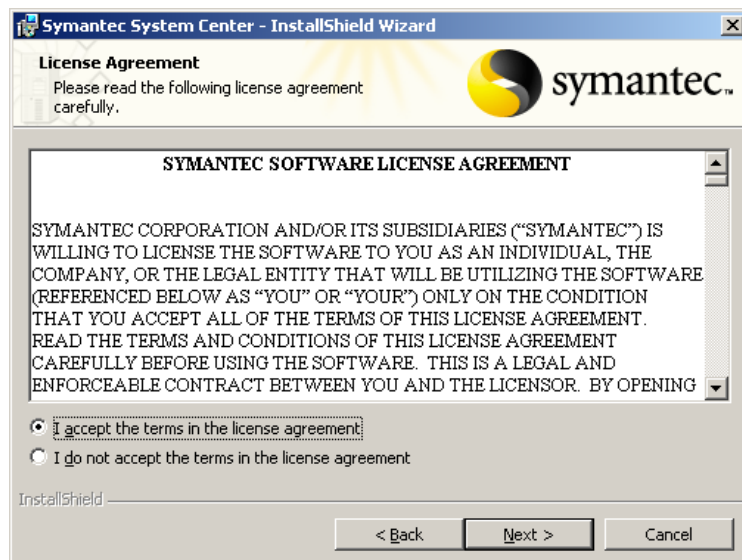 Symantec System Center - InstallShield Wizard
License Agreement
Please read the following license agreement
carefully.
symantec™
SYMANTEC SOFTWARE LICENSE AGREEMENT
SYMANTEC CORPORATION AND/OR ITS SUBSIDIARIES (“SYMANTEC”) IS
WILLING TO LICENSE THE SOFTWARE TO YOU AS AN INDIVIDUAL, THE
COMPANY, OR THE LEGAL ENTITY THAT WILL BE UTILIZING THE SOFTWARE
(REFERENCED BELOW AS “YOU” OR “YOUR”) ONLY ON THE CONDITION
THAT YOU ACCEPT ALL OF THE TERMS OF THIS LICENSE AGREEMENT.
READ THE TERMS AND CONDITIONS OF THIS LICENSE AGREEMENT
CAREFULLY BEFORE USING THE SOFTWARE. THIS IS A LEGAL AND
ENFORCEABLE CONTRACT BETWEEN YOU AND THE LICENSOR. BY OPENING
I accept the terms in the license agreement
I do not accept the terms in the license agreement
InstallShield
< Back
Next >
Cancel